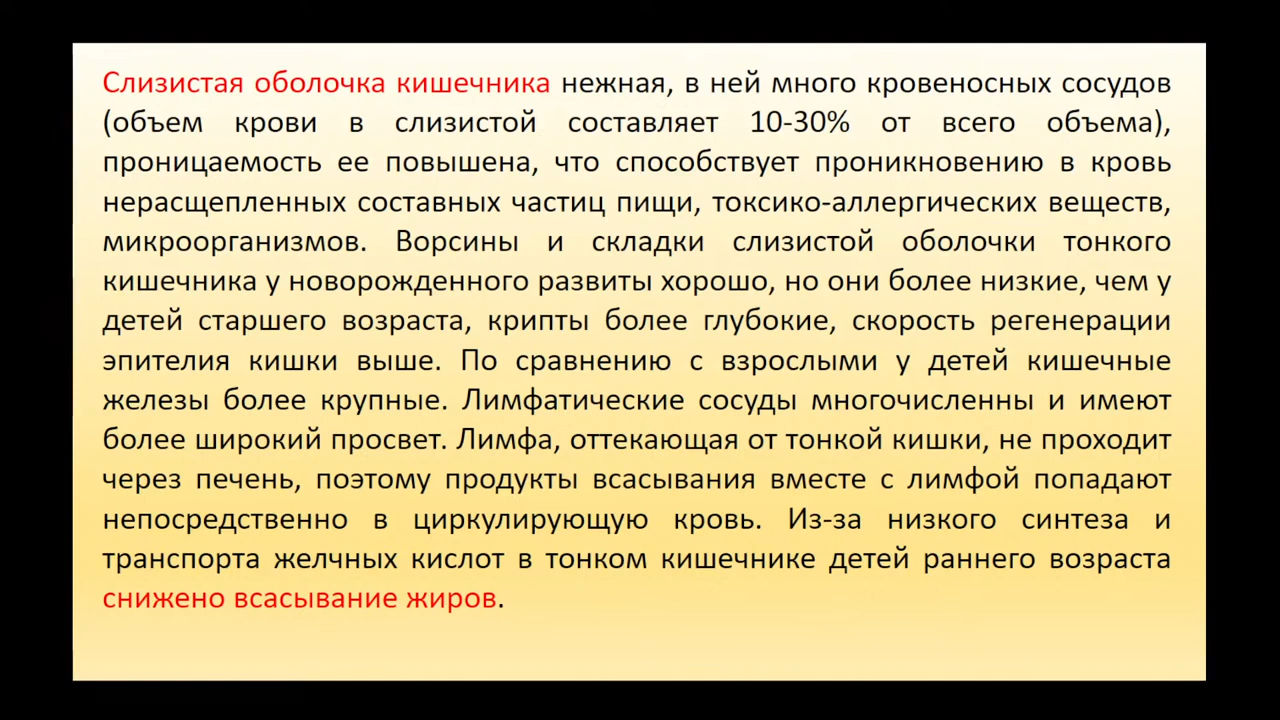 Слизистая оболочка кишечника нежная, в ней много кровеносных сосудов
(объем крови в слизистой составляет 10-30% от всего объема),
проницаемость ее повышена, что способствует проникновению в кровь
нерасщепленных составных частиц пищи, токсико-аллергических веществ,
микроорганизмов. Ворсины и складки слизистой оболочки тонкого
кишечника у новорожденного развиты хорошо, но они более низкие, чем у
детей старшего возраста, крипты более глубокие, скорость регенерации
эпителия кишки выше. По сравнению с взрослыми у детей кишечные
железы более крупные. Лимфатические сосуды многочисленны и имеют
более широкий просвет. Лимфа, оттекающая от тонкой кишки, не проходит
через печень, поэтому продукты всасывания вместе с лимфой попадают
непосредственно в циркулирующую кровь. Из-за низкого синтеза и
транспорта желчных кислот в тонком кишечнике детей раннего возраста
снижено всасывание жиров.